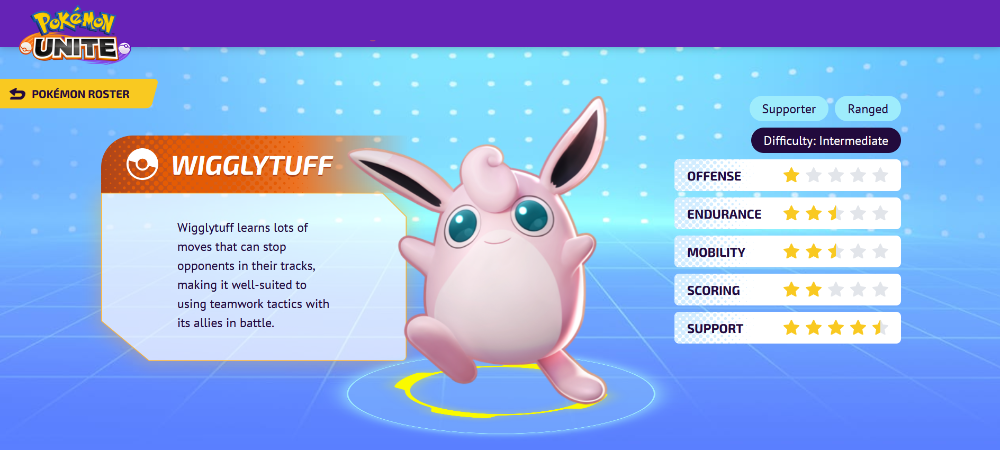 Pokémon
UNITE
POKÉMON ROSTER
WIGGLYTUFF
Wigglytuff learns lots of
moves that can stop
opponents in their tracks,
making it well-suited to
using teamwork tactics with
its allies in battle.
Supporter
Ranged
Difficulty: Intermediate
OFFENSE
ENDURANCE
MOBILITY
SCORING
SUPPORT